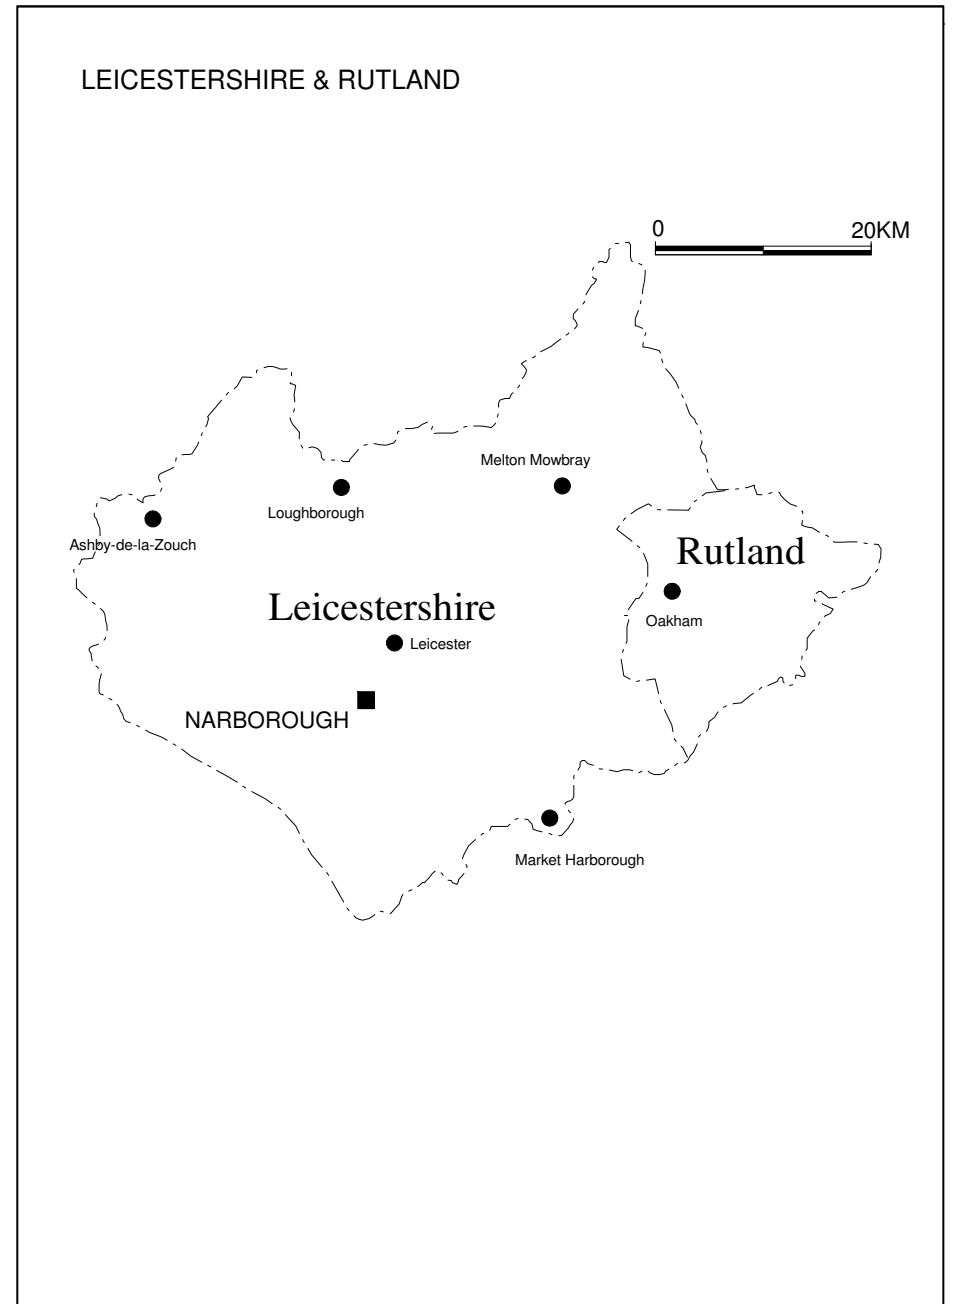 LEICESTERSHIRE & RUTLAND
0 20KM
Melton Mowbray
Loughborough
Ashby-de-la-Zouch
Rutland
Leicestershire
Oakham
Leicester
NARBOROUGH
Market Harborough